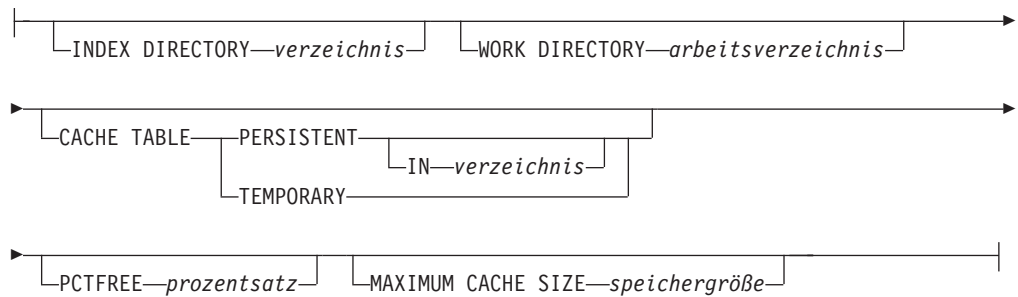 INDEX DIRECTORY verzeichnis WORK DIRECTORY arbeitsverzeichnis
CACHE TABLE PERSISTENT
IN verzeichnis
TEMPORARY
PCTFREE prozentsatz MAXIMUM CACHE SIZE speichergröße